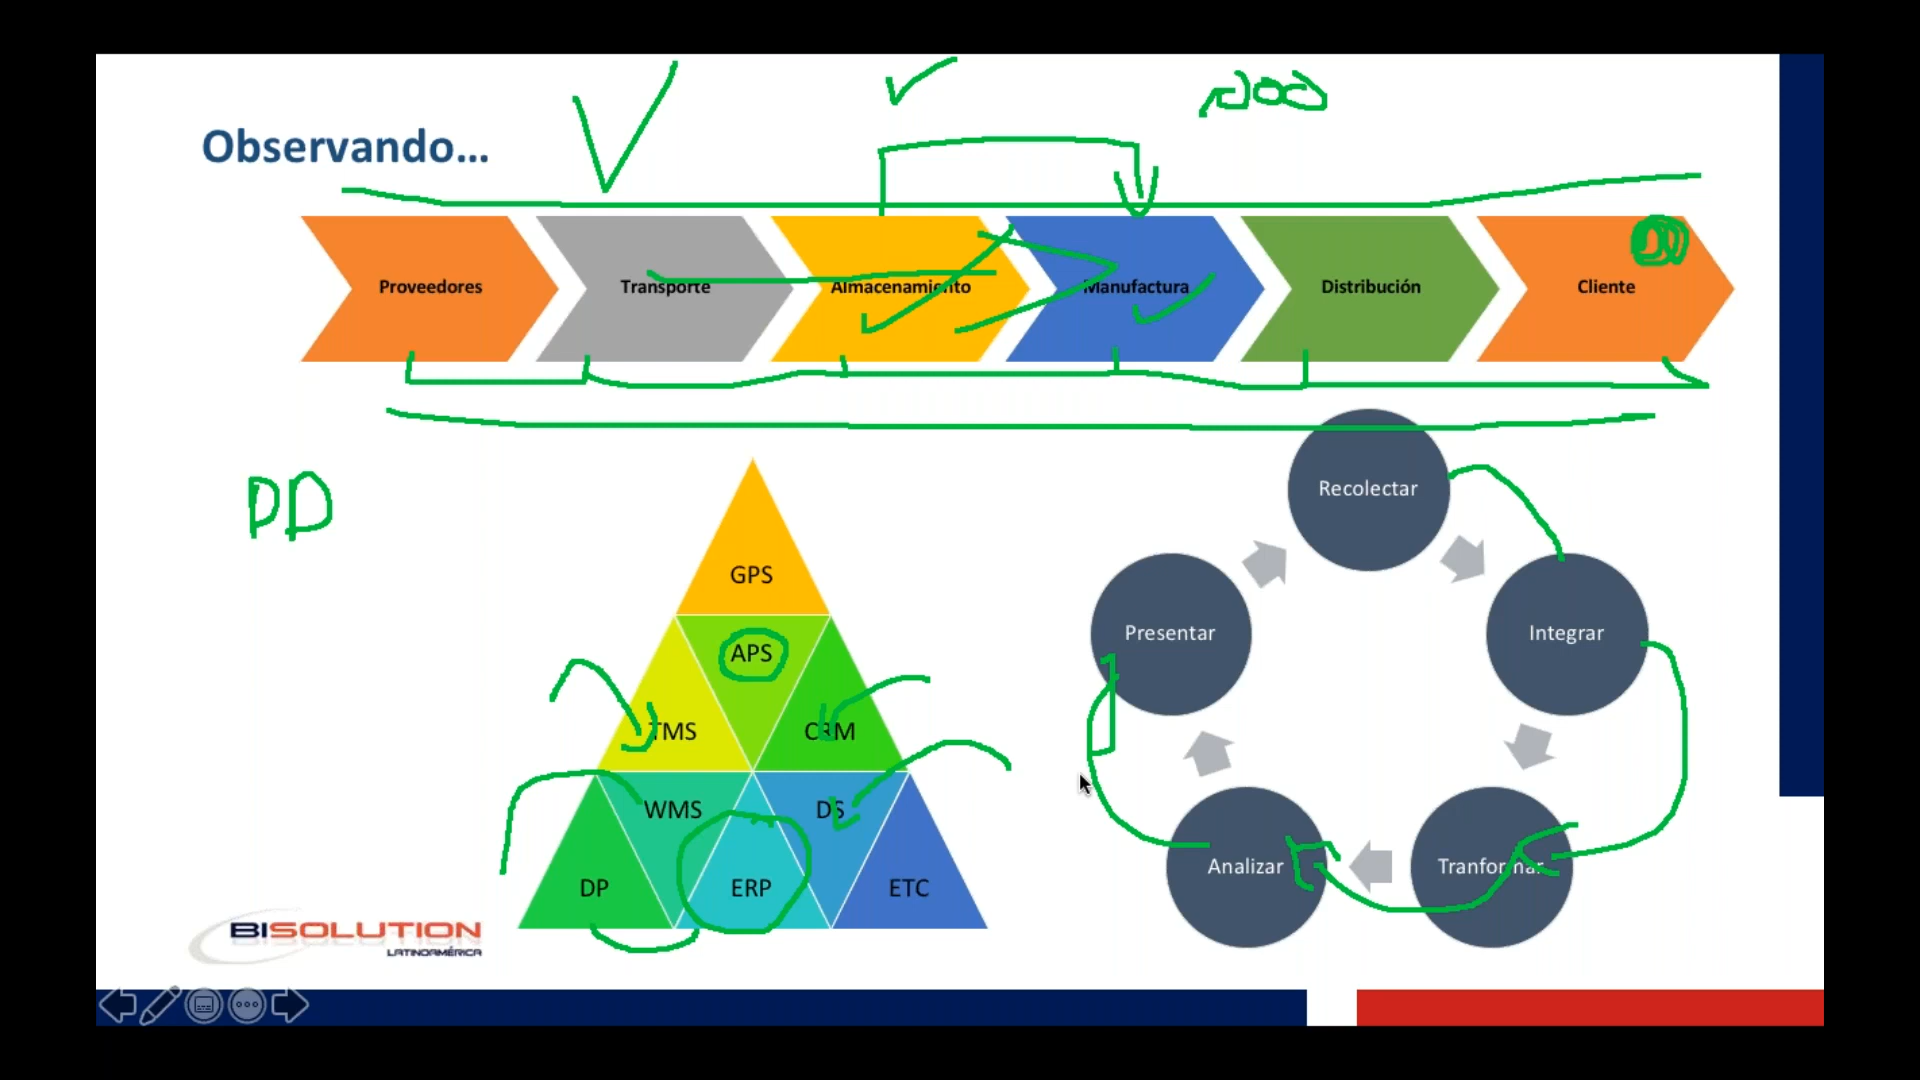 Observando...
Proveedores
Transporte
Almacenamiento
Manufactura
Distribución
Cliente
PD
GPS
APS
TMS
CRM
WMS
DS
DP
ERP
ETC
Recolectar
Integrar
Tranformar
Analizar
Presentar
BISOLUTION
LATINOAMÉRICA